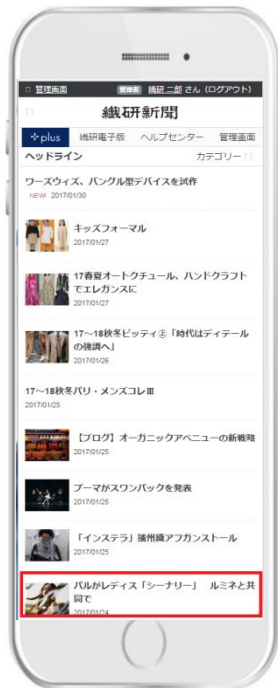 管理画面 管理者 繊研 二郎 さん（ログアウト）
繊研新聞
plus 繊研電子版 ヘルプセンター 管理画面
ヘッドライン カテゴリー
ワーズウィズ、バングル型デバイスを試作
NEW! 2017/01/30
キッズフォーマル
2017/01/27
17春夏オートクチュール、ハンドクラフト
でエレガンスに
2017/01/27
17～18秋冬ピッティ㊤「時代はディテール
の強調へ」
2017/01/26
17～18秋冬パリ・メンズコレⅢ
2017/01/25
【ブログ】オーガニックアベニューの新戦略
2017/01/25
プーマがスワンパックを発表
2017/01/25
「インステラ」播州織アフガンストール
2017/01/25
パルがレディス「シーナリー」　ルミネと共
同で
2017/01/24